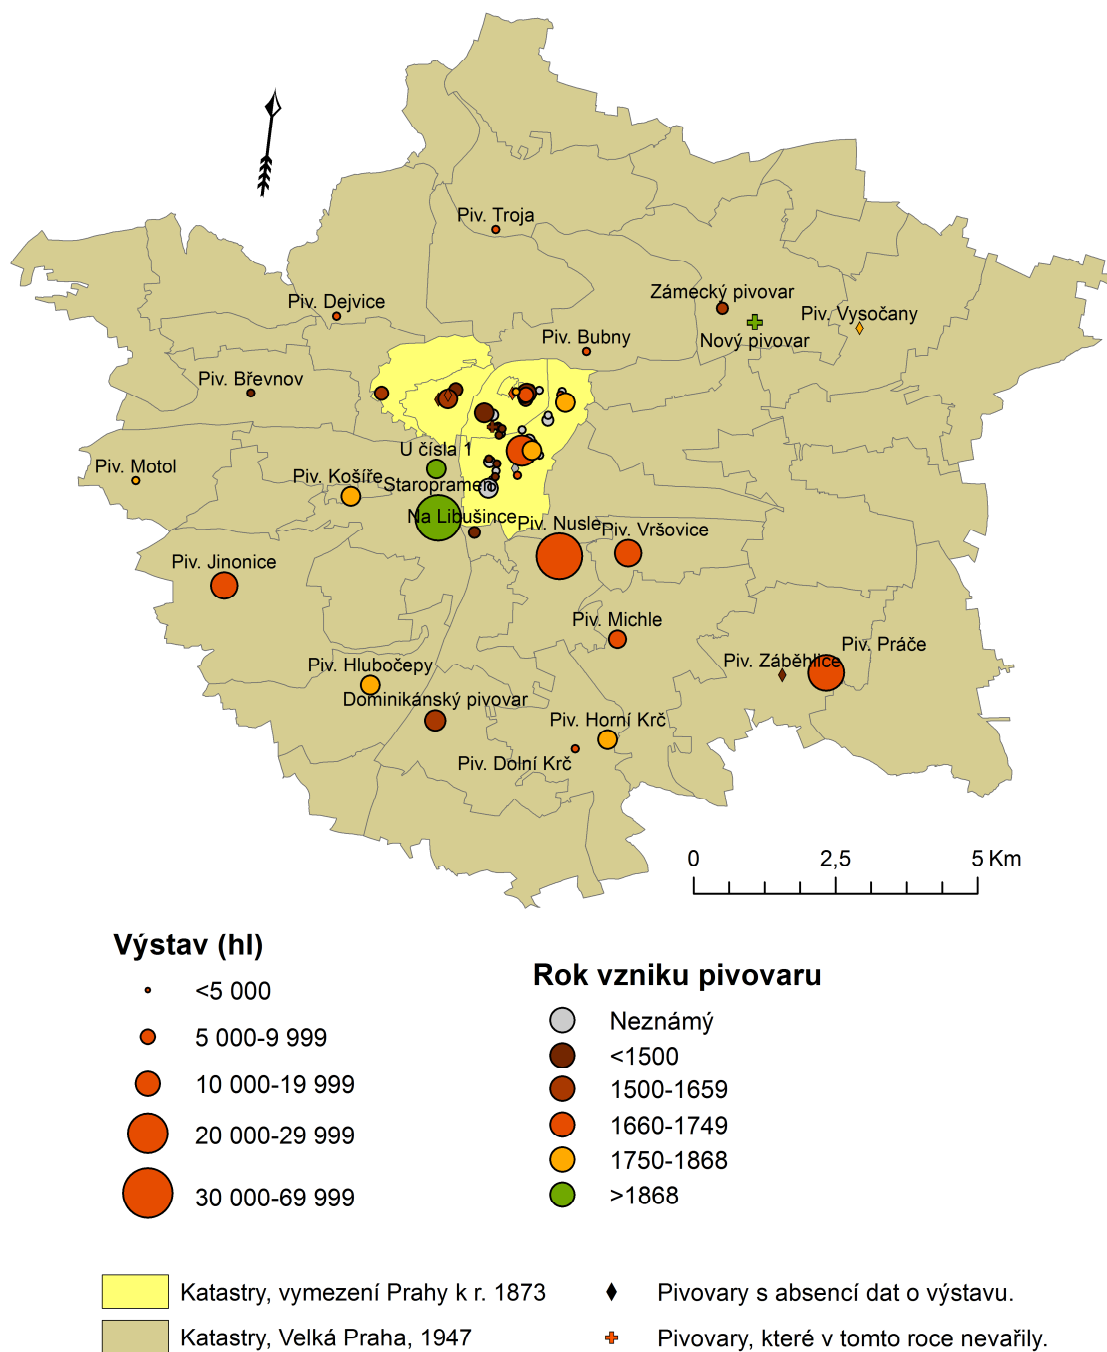 Piv. Troja
Zámecký pivovar
Piv. Dejvice
Piv. Vysočany
Piv. Bubny
Nový pivovar
Piv. Břevnov
U čísla 1
Piv. Motol
Piv. Košíře
Staropramen
Na Libušince
Piv. Nusle
Piv. Vršovice
Piv. Jinonice
Piv. Michle
Piv. Práče
Piv. Záběhlice
Piv. Hlubočepy
Dominikánský pivovar
Piv. Horní Krč
Piv. Dolní Krč
0 2,5 5 Km
Výstav (hl)
<5 000
5 000-9 999
10 000-19 999
20 000-29 999
30 000-69 999
Rok vzniku pivovaru
Neznámý
<1500
1500-1659
1660-1749
1750-1868
>1868
Katastry, vymezení Prahy k r. 1873
Katastry, Velká Praha, 1947
Pivovary s absencí dat o výstavu.
Pivovary, které v tomto roce nevařily.